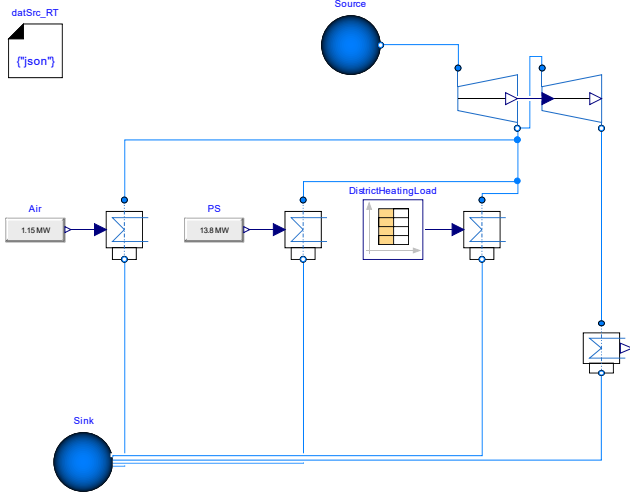 Source
datSrc_RT
{"json"}
DistrictHeatingLoad
Air
PS
1.15 MW
13.8 MW
Sink